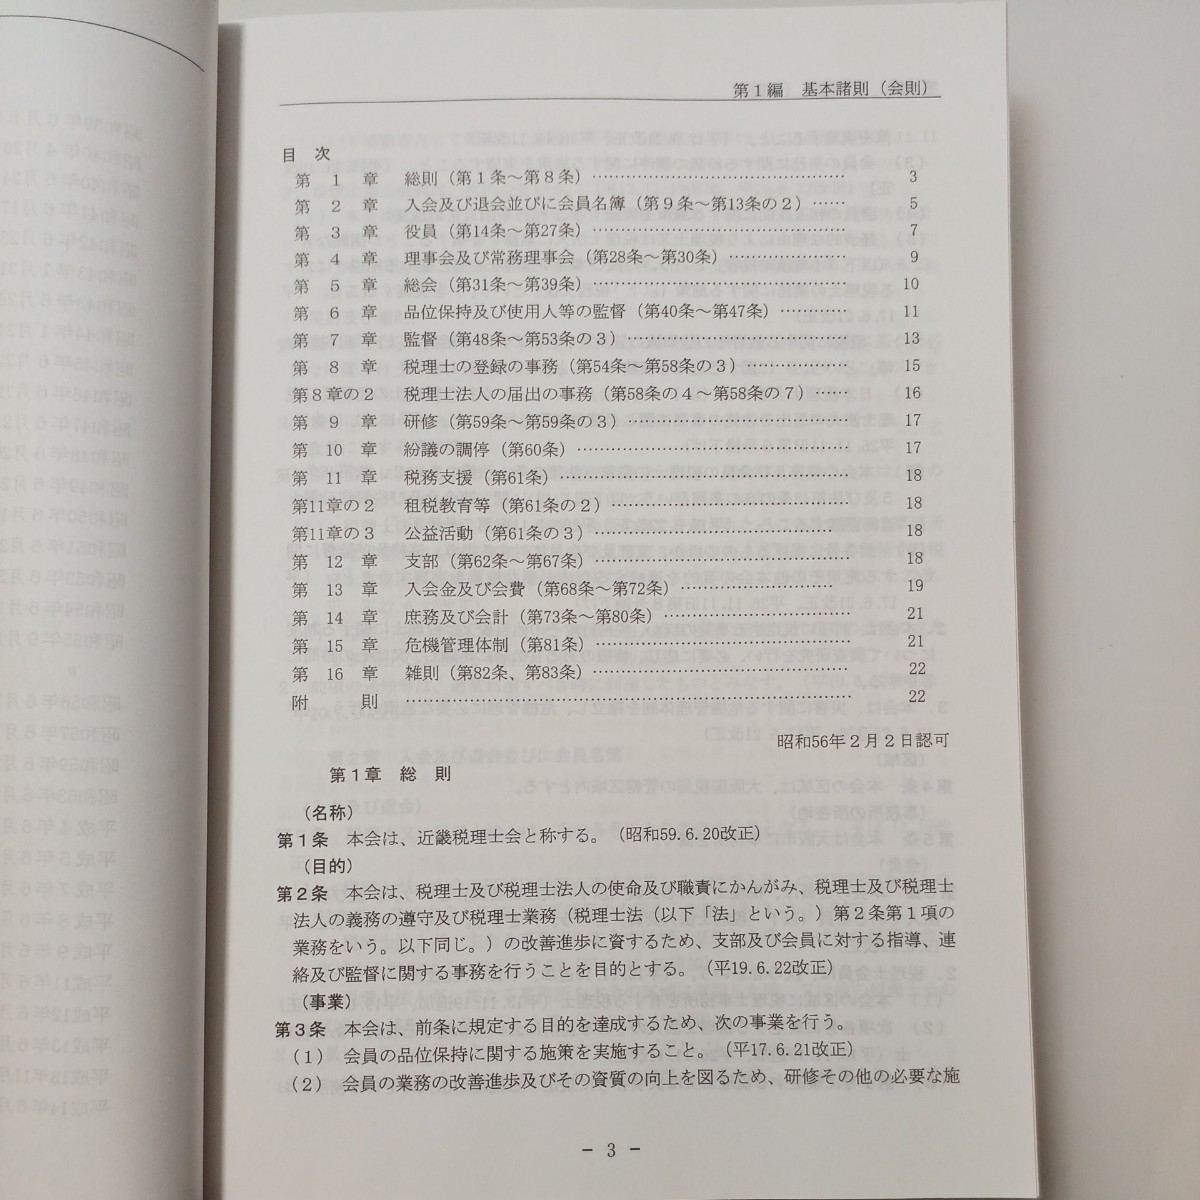 第１編　基本諸則（会則）
目　次
第　１　章　総則（第１条～第８条）……………………………………… 3
第　２　章　入会及び退会並びに会員名簿（第９条～第13条の２）…… 5
第　３　章　役員（第14条～第27条）……………………………………… 7
第　４　章　理事会及び常務理事会（第28条～第30条）………………… 9
第　５　章　総会（第31条～第39条）……………………………………… 10
第　６　章　品位保持及び使用人等の監督（第40条～第47条）………… 11
第　７　章　監督（第48条～第53条の３）………………………………… 13
第　８　章　税理士の登録の事務（第54条～第58条の３）……………… 15
第８章の２　税理士法人の届出の事務（第58条の４～第58条の７）…… 16
第　９　章　研修（第59条～第59条の３）………………………………… 17
第　10　章　紛議の調停（第60条）………………………………………… 17
第　11　章　税務支援（第61条）…………………………………………… 18
第11章の２　租税教育等（第61条の２）…………………………………… 18
第11章の３　公益活動（第61条の３）……………………………………… 18
第　12　章　支部（第62条～第67条）……………………………………… 18
第　13　章　入会金及び会費（第68条～第72条）………………………… 19
第　14　章　庶務及び会計（第73条～第80条）…………………………… 21
第　15　章　危機管理体制（第81条）……………………………………… 21
第　16　章　雑則（第82条、第83条）……………………………………… 22
附　　　則　……………………………………………………………………… 22
昭和56年２月２日認可
第１章　総　則
（名称）
第１条　本会は、近畿税理士会と称する。（昭和59.6.20改正）
（目的）
第２条　本会は、税理士及び税理士法人の使命及び職責にかんがみ、税理士及び税理士
法人の義務の遵守及び税理士業務（税理士法（以下「法」という。）第２条第１項の
業務をいう。以下同じ。）の改善進歩に資するため、支部及び会員に対する指導、連
絡及び監督に関する事務を行うことを目的とする。（平19.6.22改正）
（事業）
第３条　本会は、前条に規定する目的を達成するため、次の事業を行う。
（１）　会員の品位保持に関する施策を実施すること。（平17.6.21改正）
（２）　会員の業務の改善進歩及びその資質の向上を図るため、研修その他の必要な施
－ 3 －